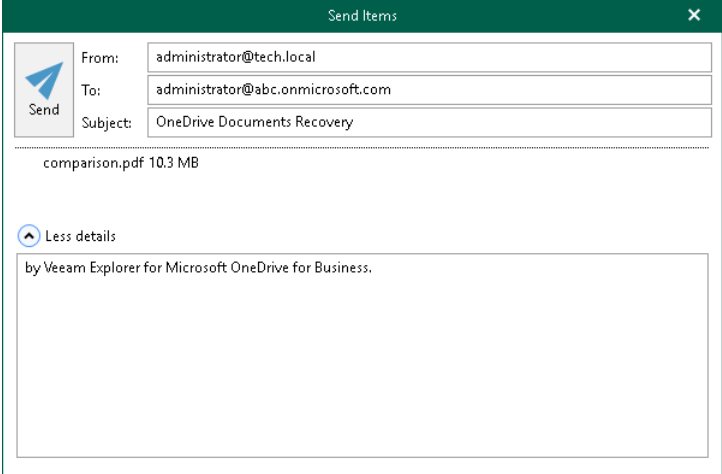 Send Items
Send
From: administrator@tech.local
To: administrator@abc.onmicrosoft.com
Subject: OneDrive Documents Recovery
comparison.pdf 10.3 MB
Less details
by Veeam Explorer for Microsoft OneDrive for Business.